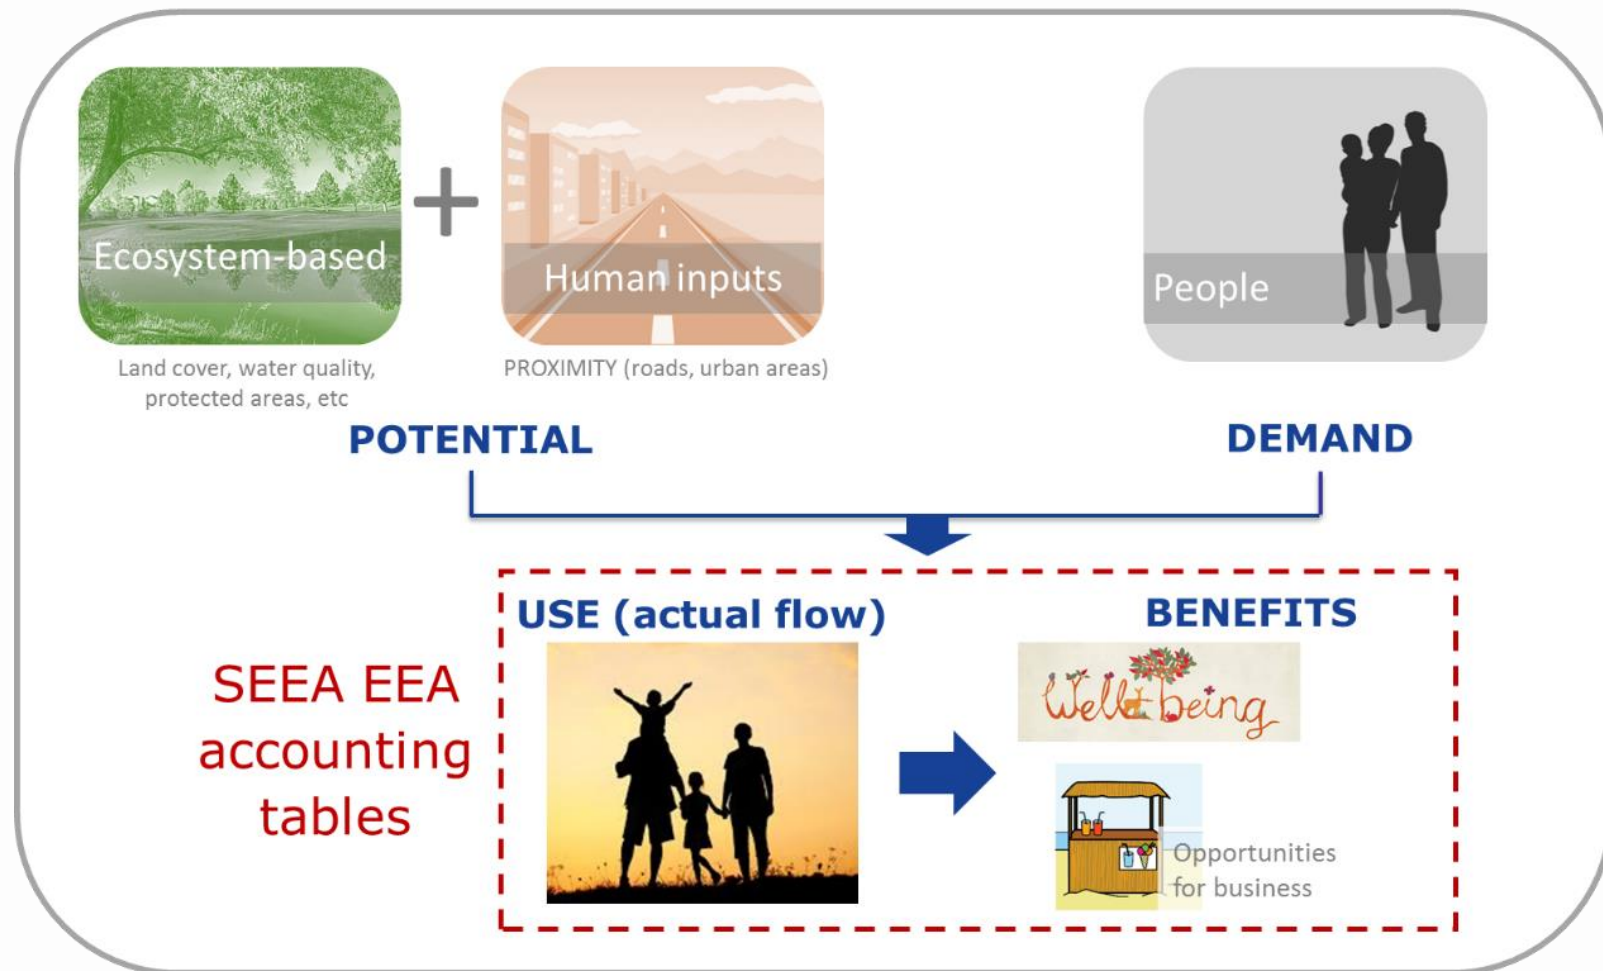 Ecosystem-based
+
Human inputs
People
Land cover, water quality,
protected areas, etc
PROXIMITY (roads, urban areas)
POTENTIAL
DEMAND
USE (actual flow)
BENEFITS
SEEA EEA
accounting
tables
Well being
Opportunities
for business